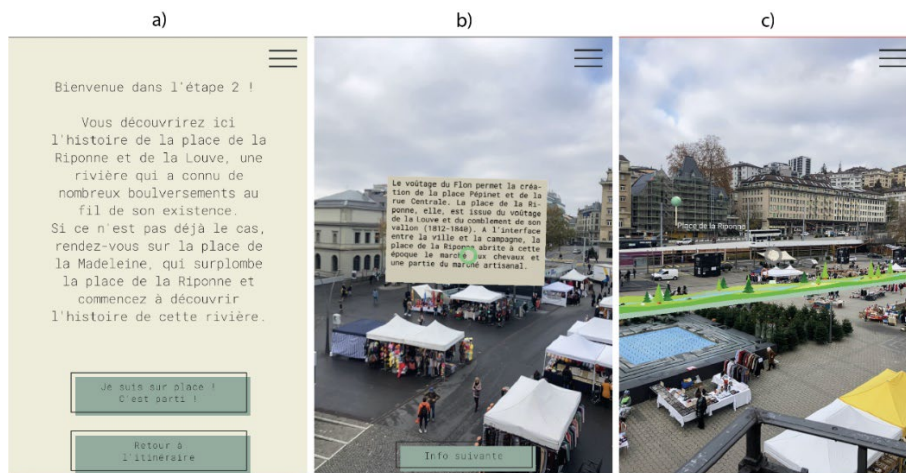 a)
b)
c)
Bienvenue dans l'étape 2 !
Vous découvrirez ici
l'histoire de la place de la
Riponne et de la Louve, une
rivière qui a connu de
nombreux boulversements au
fil de son existence.
Si ce n'est pas déjà le cas,
rendez-vous sur la place de
la Madeleine, qui surplombe
la place de la Riponne et
commencez à découvrir
l'histoire de cette rivière.
Je suis sur place !
C'est parti !
Retour à
l'itinéraire
Le voûtage du Flon permet la créa-
tion de la place Pépinet et de la
rue Centrale. La place de la Ri-
ponne, elle, est issue du voûtage
de la Louve et du comblement de son
vallon (1812-1840). A l'interface
entre la ville et la campagne, la
place de la Riponne abrite à cette
époque le marché aux chevaux et
une partie du marché artisanal.
Info suivante
Place de la Riponne